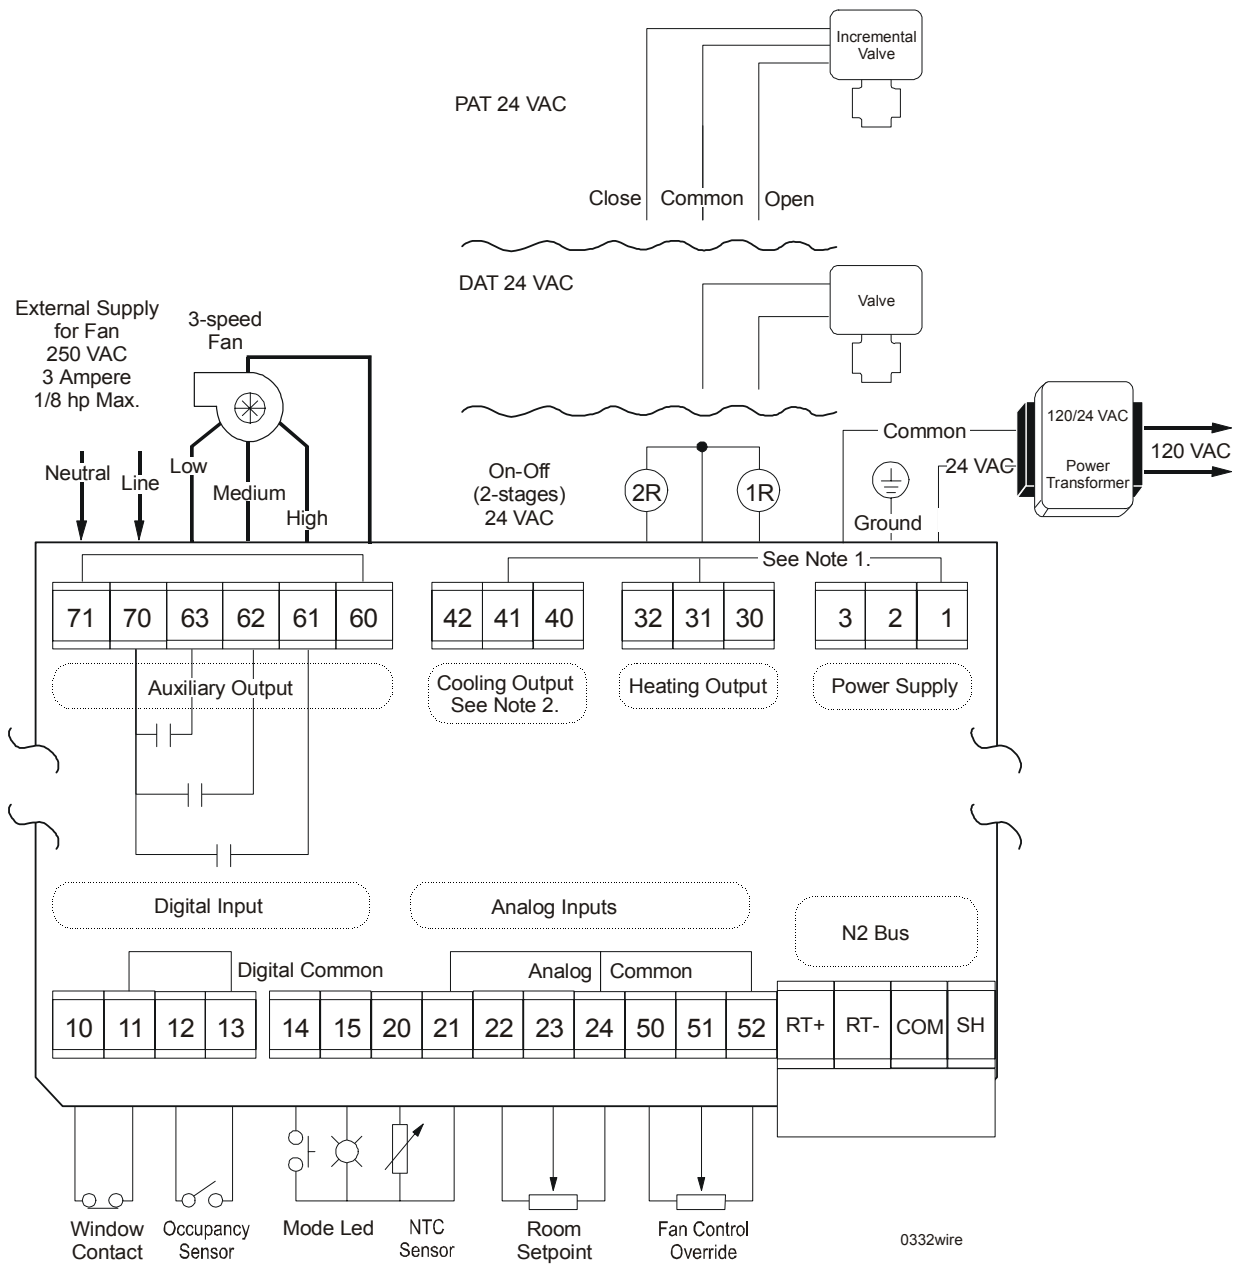 Incremental
Valve
PAT 24 VAC
Close
Common
Open
DAT 24 VAC
Valve
External Supply
for Fan
250 VAC
3 Ampere
1/8 hp Max.
3-speed
Fan
Neutral
Line
Low
Medium
High
On-Off
(2-stages)
24 VAC
2R
1R
Common
24 VAC
Ground
120/24 VAC
Power
Transformer
120 VAC
See Note 1.
71 70 63 62 61 60
42 41 40
32 31 30
3 2 1
Auxiliary Output
Cooling Output
See Note 2.
Heating Output
Power Supply
Digital Input
Analog Inputs
N2 Bus
Digital Common
Analog Common
10 11 12 13
14 15 20 21 22 23 24 50 51 52
RT+ RT- COM SH
Window
Contact
Occupancy
Sensor
Mode Led
NTC
Sensor
Room
Setpoint
Fan Control
Override
0332wire